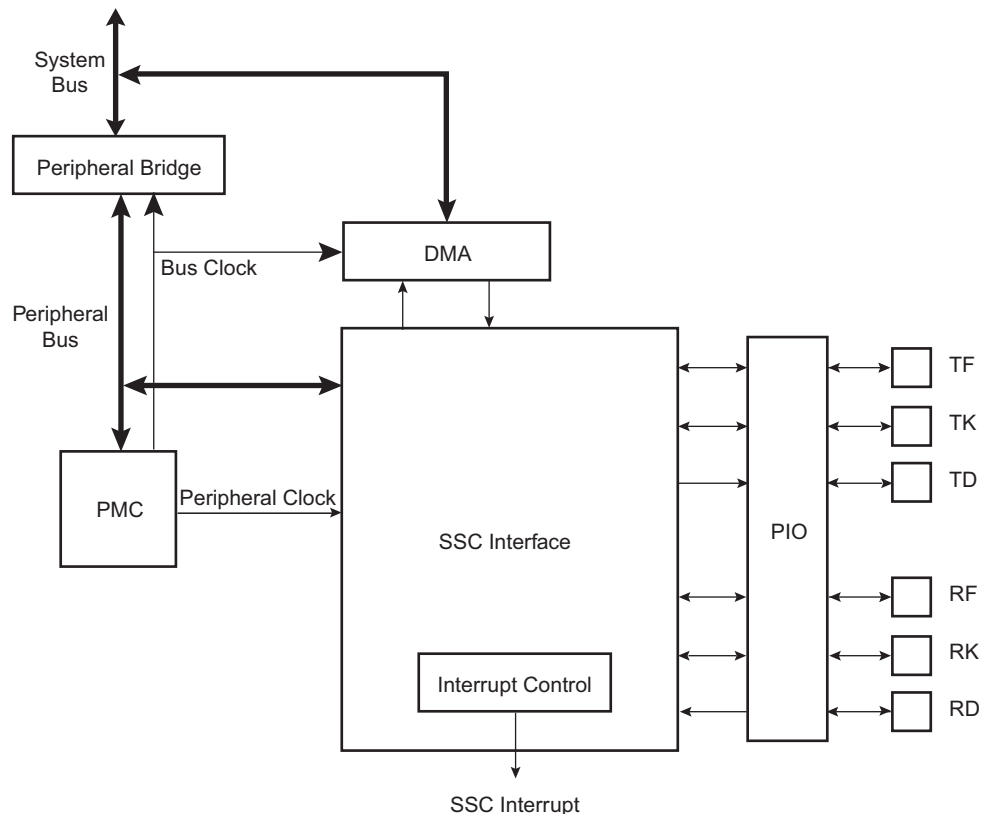 System
Bus
Peripheral Bridge
DMA
Bus Clock
Peripheral
Bus
TF
TK
PMC
Peripheral Clock
TD
SSC Interface
PIO
RF
RK
Interrupt Control
RD
SSC Interrupt